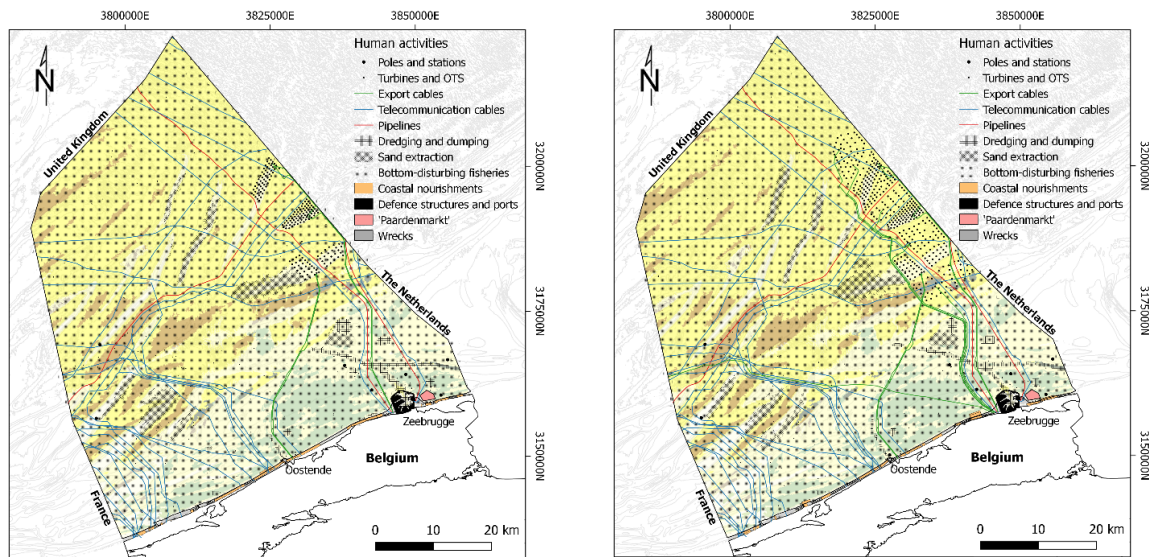 3800000E 3825000E 3850000E
N
Human activities
Poles and stations
Turbines and OTS
Export cables
Telecommunication cables
Pipelines
Dredging and dumping
Sand extraction
Bottom-disturbing fisheries
Coastal nourishments
Defence structures and ports
'Paardenmarkt'
Wrecks
United Kingdom
The Netherlands
3200000N
3175000N
3150000N
Zeebrugge
Oostende
Belgium
France
0 10 20 km
3800000E 3825000E 3850000E
N
Human activities
Poles and stations
Turbines and OTS
Export cables
Telecommunication cables
Pipelines
Dredging and dumping
Sand extraction
Bottom-disturbing fisheries
Coastal nourishments
Defence structures and ports
'Paardenmarkt'
Wrecks
United Kingdom
The Netherlands
3200000N
3175000N
3150000N
Zeebrugge
Oostende
Belgium
France
0 10 20 km